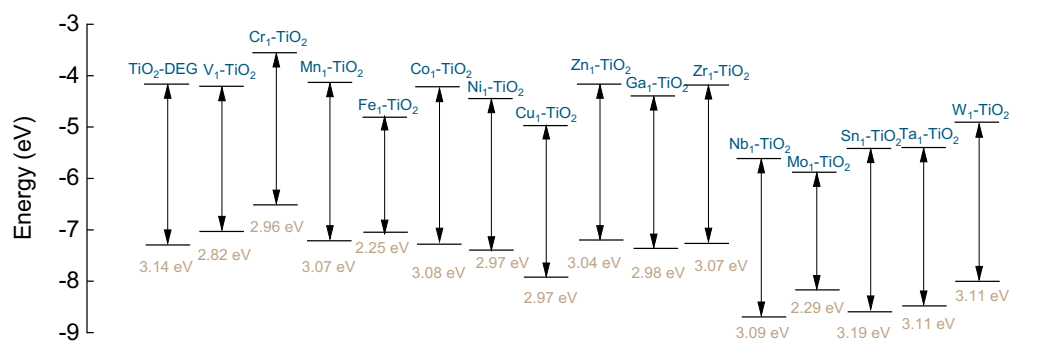 -3
-4
-5
-6
-7
-8
-9
Energy (eV)
TiO₂-DEG
V₁-TiO₂
Cr₁-TiO₂
Mn₁-TiO₂
Fe₁-TiO₂
Co₁-TiO₂
Ni₁-TiO₂
Cu₁-TiO₂
Zn₁-TiO₂
Ga₁-TiO₂
Zr₁-TiO₂
Nb₁-TiO₂
Mo₁-TiO₂
Sn₁-TiO₂
Ta₁-TiO₂
W₁-TiO₂
3.14 eV
2.82 eV
2.96 eV
3.07 eV
2.25 eV
3.08 eV
2.97 eV
2.97 eV
3.04 eV
2.98 eV
3.07 eV
3.09 eV
2.29 eV
3.19 eV
3.11 eV
3.11 eV